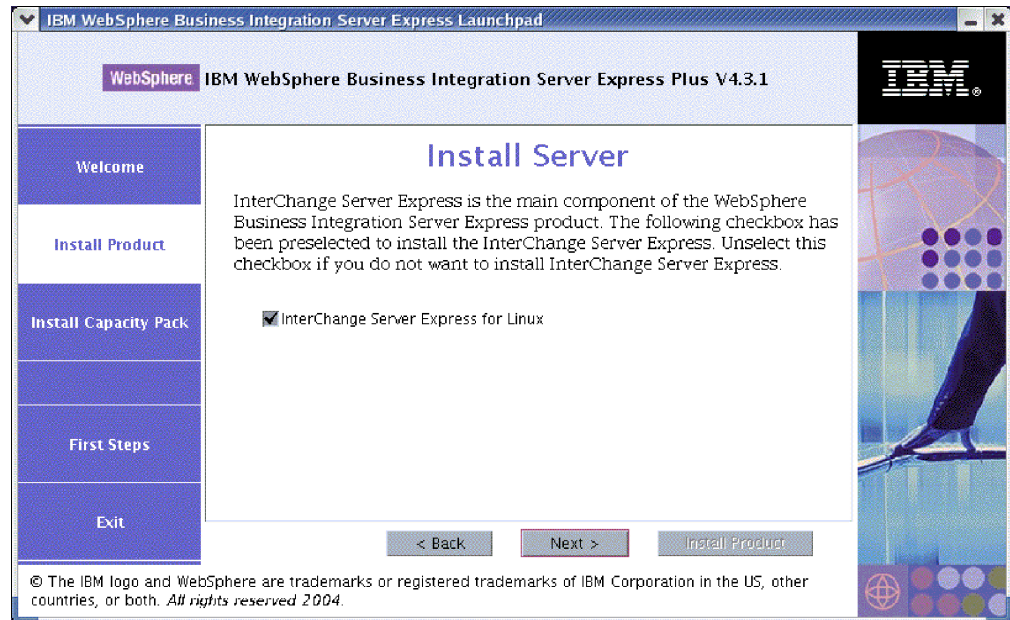 IBM WebSphere Business Integration Server Express Launchpad
WebSphere. IBM WebSphere Business Integration Server Express Plus V4.3.1
IBM®
Welcome
Install Product
Install Capacity Pack
First Steps
Exit
Install Server
InterChange Server Express is the main component of the WebSphere
Business Integration Server Express product. The following checkbox has
been preselected to install the InterChange Server Express. Unselect this
checkbox if you do not want to install InterChange Server Express.
InterChange Server Express for Linux
< Back Next > Install Product
© The IBM logo and WebSphere are trademarks or registered trademarks of IBM Corporation in the US, other
countries, or both. All rights reserved 2004.